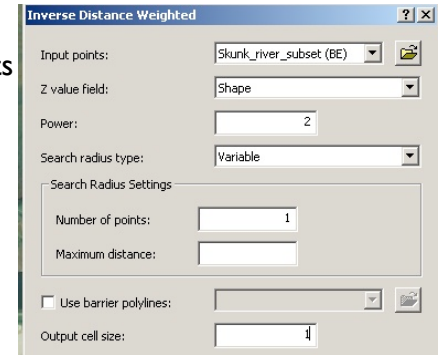 Inverse Distance Weighted ? X
Input points: Skunk_river_subset (BE)
Z value field: Shape
Power: 2
Search radius type: Variable
Search Radius Settings
Number of points: 1
Maximum distance:
Use barrier polylines:
Output cell size: 1